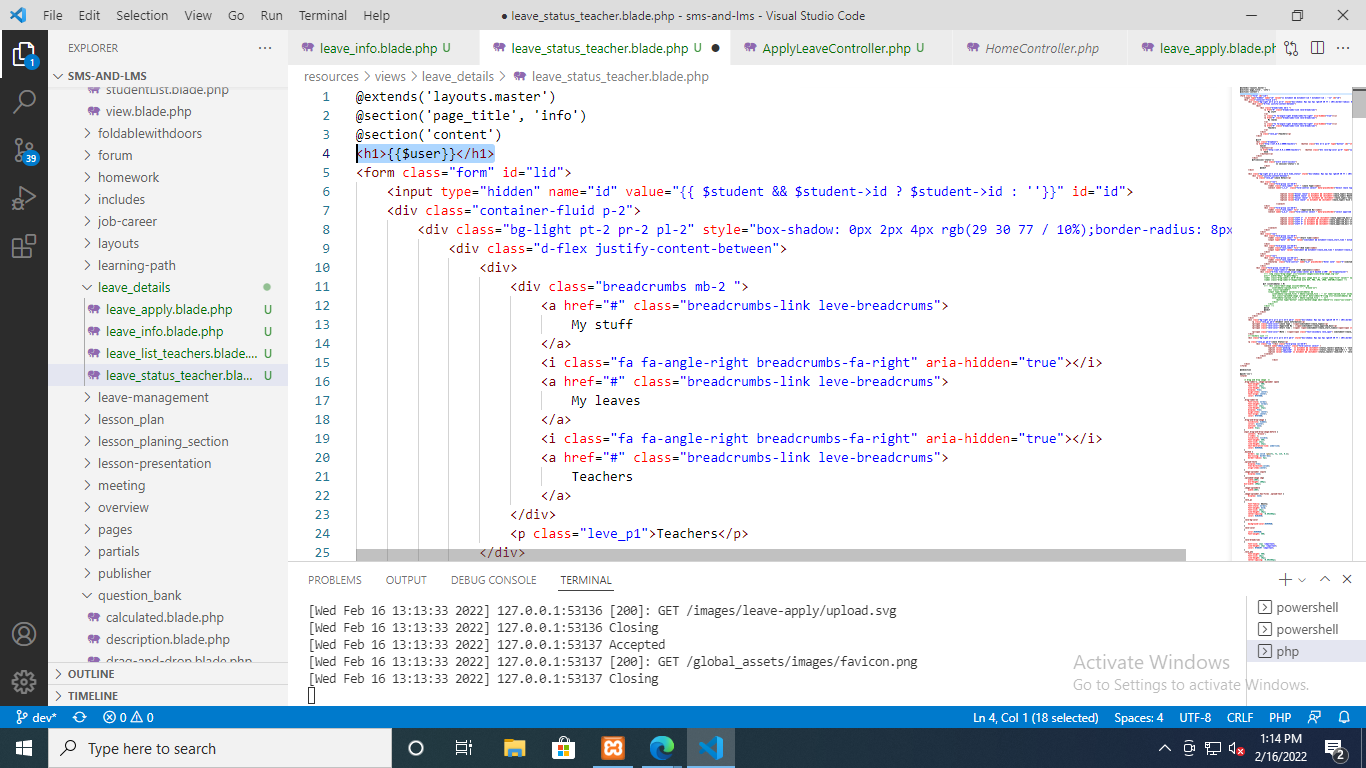 File Edit Selection View Go Run Terminal Help
● leave_status_teacher.blade.php - sms-and-lms - Visual Studio Code
EXPLORER
leave_info.blade.php U
leave_status_teacher.blade.php U
ApplyLeaveController.php U
HomeController.php
leave_apply.blade.ph
SMS-AND-LMS
studentList.blade.php
view.blade.php
foldablewithdoors
forum
homework
includes
job-career
layouts
learning-path
leave_details
leave_apply.blade.php U
leave_info.blade.php U
leave_list_teachers.blade.... U
leave_status_teacher.bla... U
leave-management
lesson_plan
lesson_planing_section
lesson-presentation
meeting
overview
pages
partials
publisher
question_bank
calculated.blade.php
description.blade.php
drag-and-drop.blade.php
OUTLINE
TIMELINE
resources > views > leave_details > leave_status_teacher.blade.php
1 @extends('layouts.master')
2 @section('page_title', 'info')
3 @section('content')
4 <h1>{{$user}}</h1>
5 <form class="form" id="lid">
6 <input type="hidden" name="id" value="{{ $student && $student->id ? $student->id : ''}}" id="id">
7 <div class="container-fluid p-2">
8 <div class="bg-light pt-2 pr-2 pl-2" style="box-shadow: 0px 2px 4px rgb(29 30 77 / 10%);border-radius: 8px
9 <div class="d-flex justify-content-between">
10 <div>
11 <div class="breadcrumbs mb-2 ">
12 <a href="#" class="breadcrumbs-link leve-breadcrums">
13 My stuff
14 </a>
15 <i class="fa fa-angle-right breadcrumbs-fa-right" aria-hidden="true"></i>
16 <a href="#" class="breadcrumbs-link leve-breadcrums">
17 My leaves
18 </a>
19 <i class="fa fa-angle-right breadcrumbs-fa-right" aria-hidden="true"></i>
20 <a href="#" class="breadcrumbs-link leve-breadcrums">
21 Teachers
22 </a>
23 </div>
24 <p class="leve_p1">Teachers</p>
25 </div>
PROBLEMS OUTPUT DEBUG CONSOLE TERMINAL
[Wed Feb 16 13:13:33 2022] 127.0.0.1:53136 [200]: GET /images/leave-apply/upload.svg
[Wed Feb 16 13:13:33 2022] 127.0.0.1:53136 Closing
[Wed Feb 16 13:13:33 2022] 127.0.0.1:53137 Accepted
[Wed Feb 16 13:13:33 2022] 127.0.0.1:53137 [200]: GET /global_assets/images/favicon.png
[Wed Feb 16 13:13:33 2022] 127.0.0.1:53137 Closing
powershell
powershell
php
Activate Windows
Go to Settings to activate Windows.
1
39
dev* 0 0
Ln 4, Col 1 (18 selected) Spaces: 4 UTF-8 CRLF PHP
Type here to search
1:14 PM
2/16/2022
2